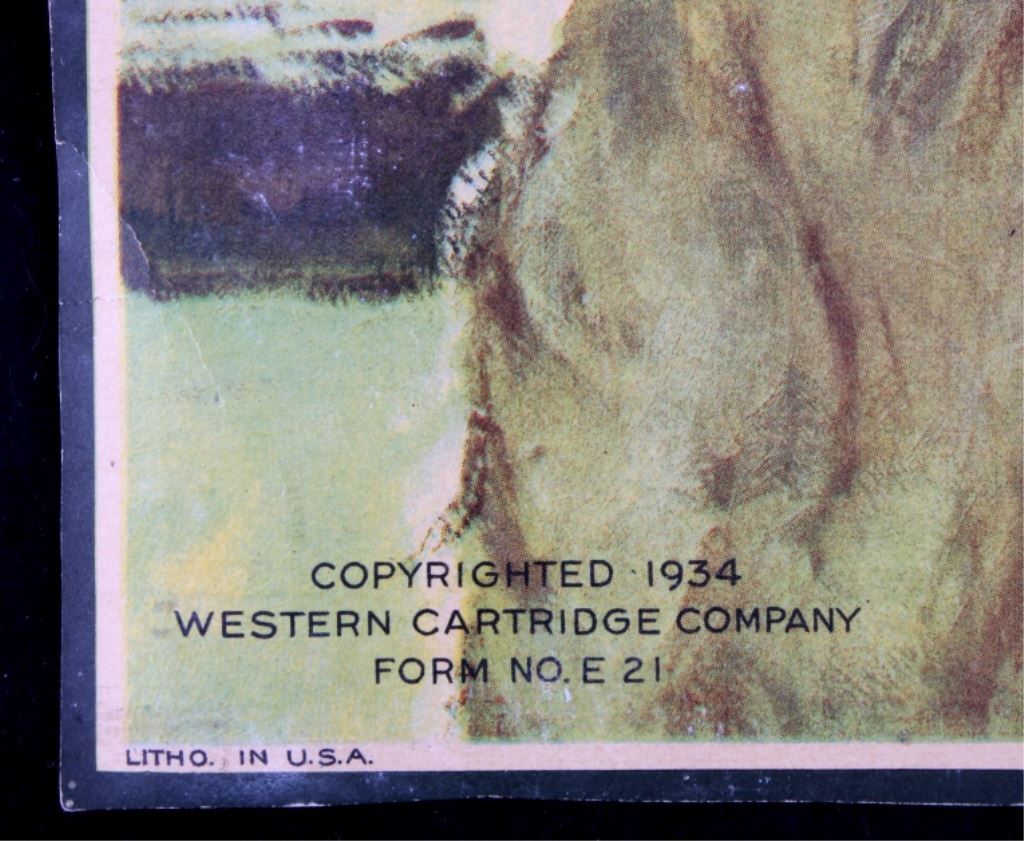 COPYRIGHTED 1934
WESTERN CARTRIDGE COMPANY
FORM NO. E 21
LITHO. IN U.S.A.